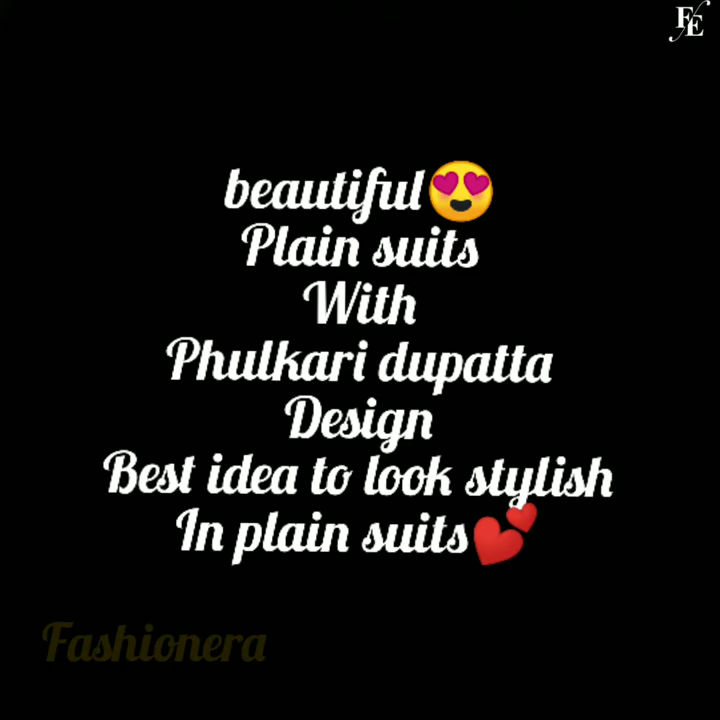 FE
beautiful😍
Plain suits
With
Phulkari dupatta
Design
Best idea to look stylish
In plain suits💕
Fashionera